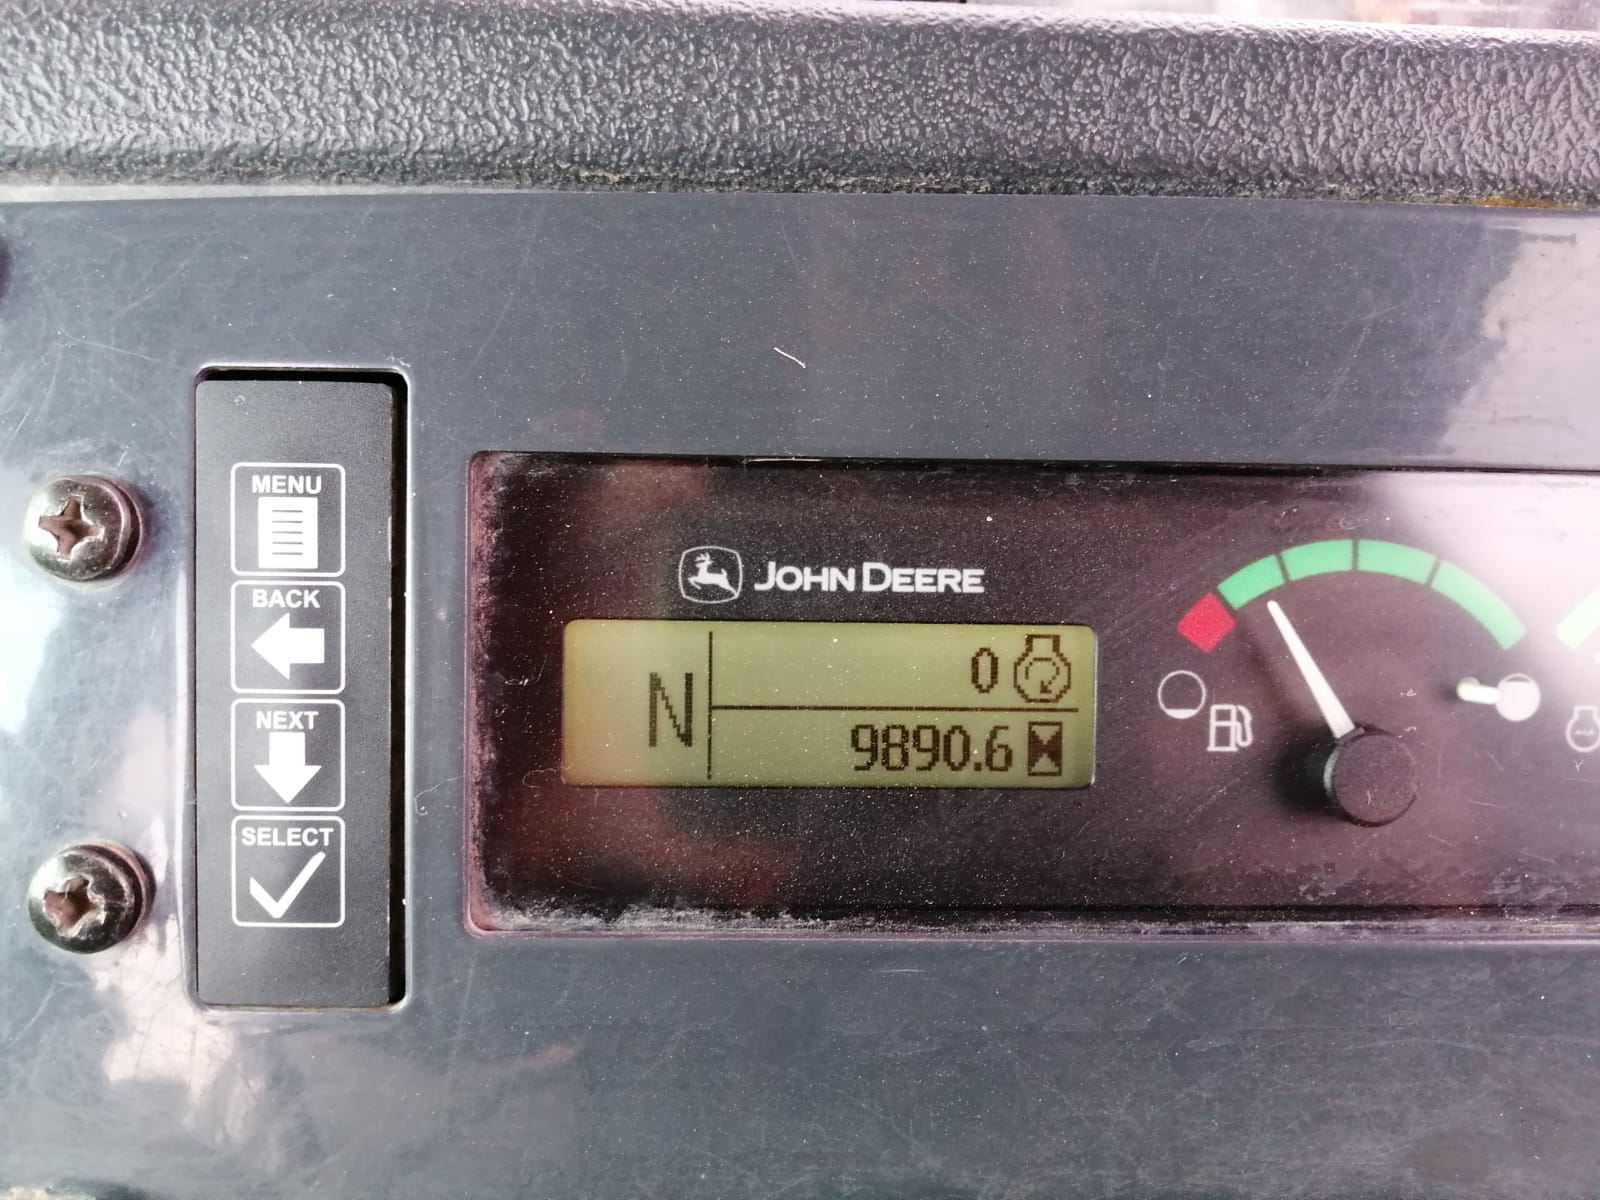 MENU
BACK
NEXT
SELECT
JOHN DEERE
N
0
9890.6